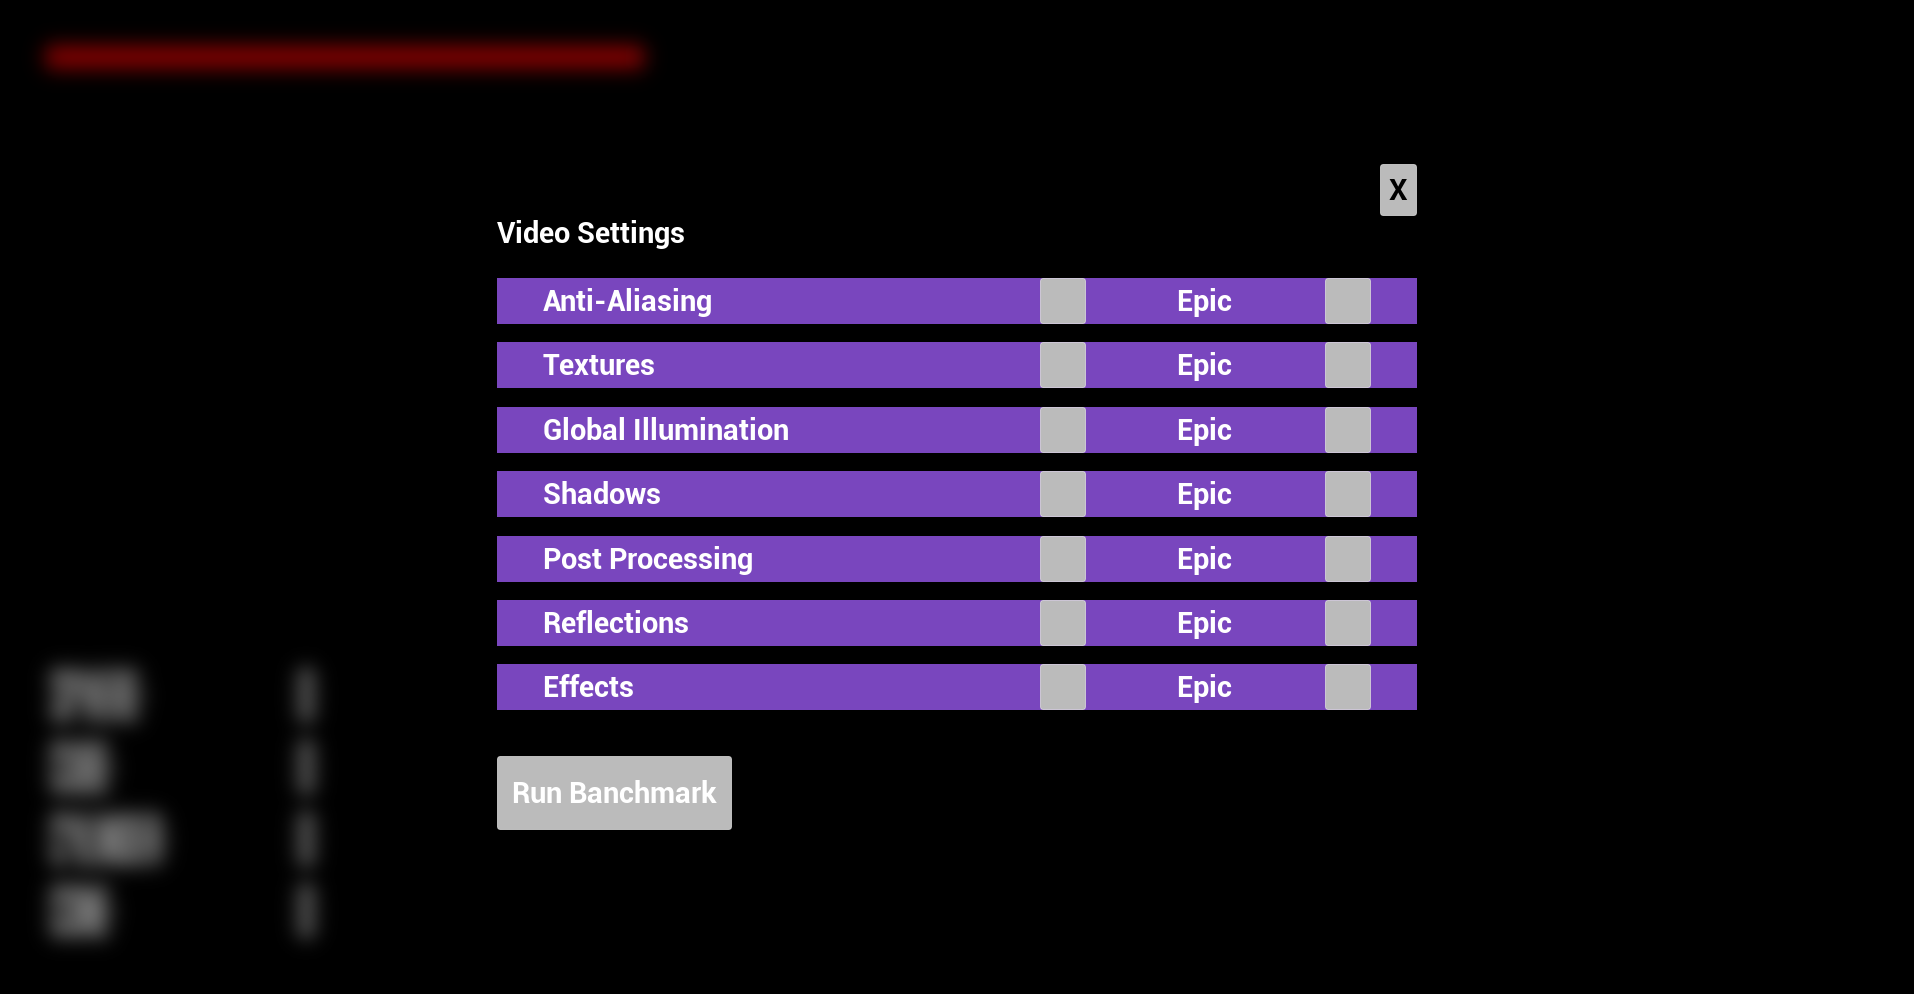 X
Video Settings
Anti-Aliasing Epic
Textures Epic
Global Illumination Epic
Shadows Epic
Post Processing Epic
Reflections Epic
Effects Epic
Run Banchmark